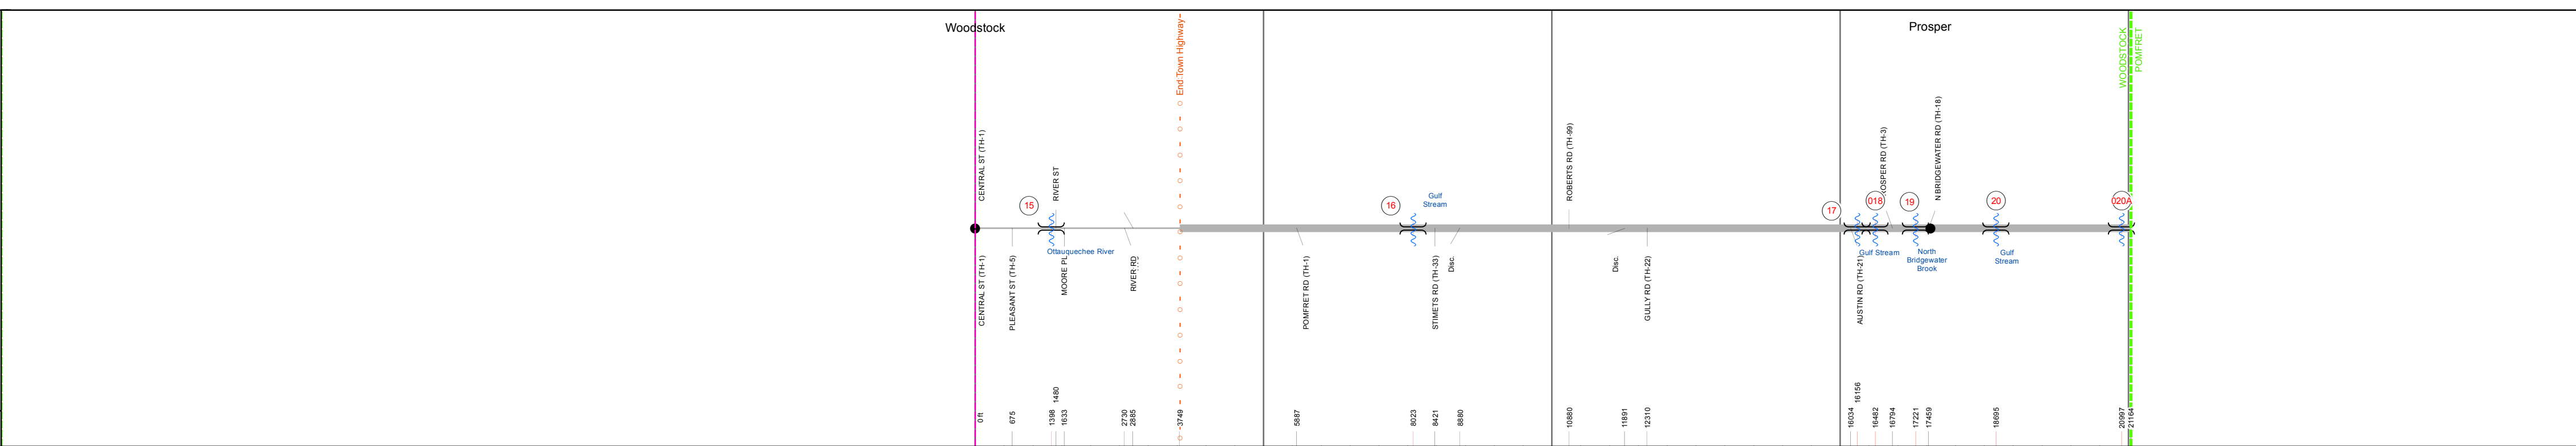 Woodstock
Prosper
End Town Highway
WOODSTOCK
POMFRET
CENTRAL ST (TH-1)
RIVER ST
ROBERTS RD (TH-99)
OSPER RD (TH-3)
N BRIDGEWATER RD (TH-18)
15
16
17
018
19
20
020A
Gulf
Stream
Ottauquechee River
Gulf Stream
North
Bridgewater
Brook
Gulf
Stream
CENTRAL ST (TH-1)
PLEASANT ST (TH-5)
MOORE PL
RIVER RD
POMFRET RD (TH-1)
STIMETS RD (TH-33)
Disc.
Disc.
GULLY RD (TH-22)
AUSTIN RD (TH-21)
0 ft
675
1398
1480
1633
2730
2885
3749
5887
8023
8421
8880
10880
11891
12310
16034
16156
16482
16794
17221
17459
18695
20997
21164